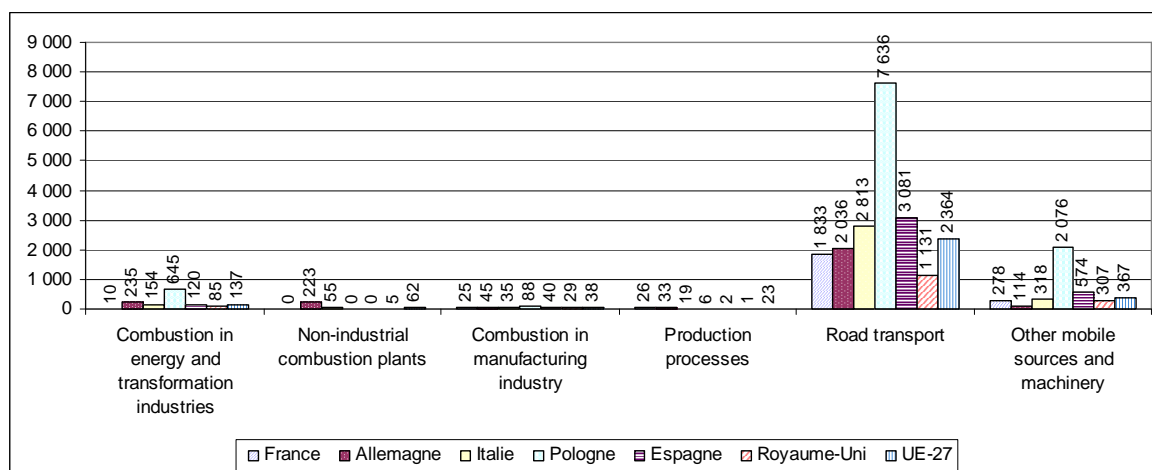 9 000
8 000
7 000
6 000
5 000
4 000
3 000
2 000
1 000
0
10 235 154 645 120 85 137
0 223 55 0 0 5 62
25 45 35 88 40 29 38
26 33 19 6 2 1 23
1 833 2 036 2 813 7 636 3 081 1 131 2 364
278 114 318 2 076 574 307 367
Combustion in
energy and
transformation
industries
Non-industrial
combustion plants
Combustion in
manufacturing
industry
Production
processes
Road transport
Other mobile
sources and
machinery
France Allemagne Italie Pologne Espagne Royaume-Uni UE-27